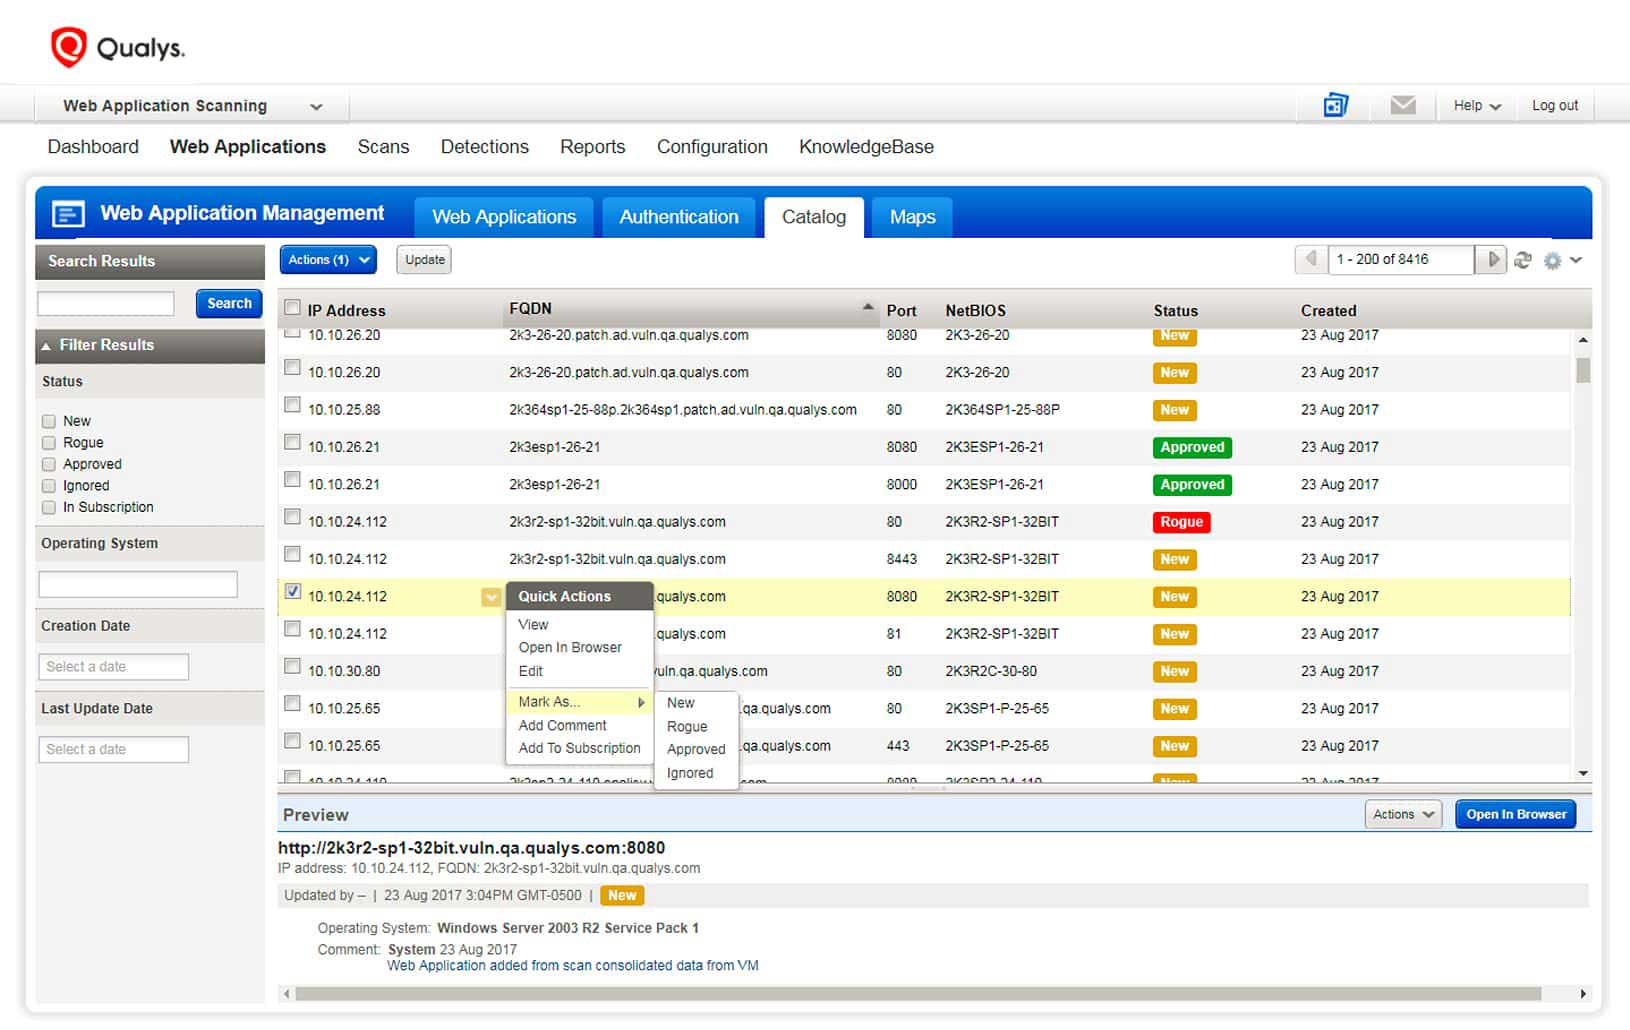 Qualys.
Web Application Scanning
Help
Log out
Dashboard Web Applications Scans Detections Reports Configuration KnowledgeBase
Web Application Management Web Applications Authentication Catalog Maps
Search Results
Search
Filter Results
Status
New
Rogue
Approved
Ignored
In Subscription
Operating System
Creation Date
Select a date
Last Update Date
Select a date
Actions (1) Update 1 - 200 of 8416
IP Address FQDN Port NetBIOS Status Created
10.10.26.20 2k3-26-20.patch.ad.vuln.qa.qualys.com 8080 2K3-26-20 New 23 Aug 2017
10.10.26.20 2k3-26-20.patch.ad.vuln.qa.qualys.com 80 2K3-26-20 New 23 Aug 2017
10.10.25.88 2k364sp1-25-88p.2k364sp1.patch.ad.vuln.qa.qualys.com 80 2K364SP1-25-88P New 23 Aug 2017
10.10.26.21 2k3esp1-26-21 8080 2K3ESP1-26-21 Approved 23 Aug 2017
10.10.26.21 2k3esp1-26-21 8000 2K3ESP1-26-21 Approved 23 Aug 2017
10.10.24.112 2k3r2-sp1-32bit.vuln.qa.qualys.com 80 2K3R2-SP1-32BIT Rogue 23 Aug 2017
10.10.24.112 2k3r2-sp1-32bit.vuln.qa.qualys.com 8443 2K3R2-SP1-32BIT New 23 Aug 2017
10.10.24.112 .qualys.com 8080 2K3R2-SP1-32BIT New 23 Aug 2017
10.10.24.112 .qualys.com 81 2K3R2-SP1-32BIT New 23 Aug 2017
10.10.30.80 vuln.qa.qualys.com 80 2K3R2C-30-80 New 23 Aug 2017
10.10.25.65 .qa.qualys.com 80 2K3SP1-P-25-65 New 23 Aug 2017
10.10.25.65 .qa.qualys.com 443 2K3SP1-P-25-65 New 23 Aug 2017
Quick Actions
View
Open In Browser
Edit
Mark As...
Add Comment
Add To Subscription
New
Rogue
Approved
Ignored
Preview Actions Open In Browser
http://2k3r2-sp1-32bit.vuln.qa.qualys.com:8080
IP address: 10.10.24.112, FQDN: 2k3r2-sp1-32bit.vuln.qa.qualys.com
Updated by – | 23 Aug 2017 3:04PM GMT-0500 | New
Operating System: Windows Server 2003 R2 Service Pack 1
Comment: System 23 Aug 2017
Web Application added from scan consolidated data from VM